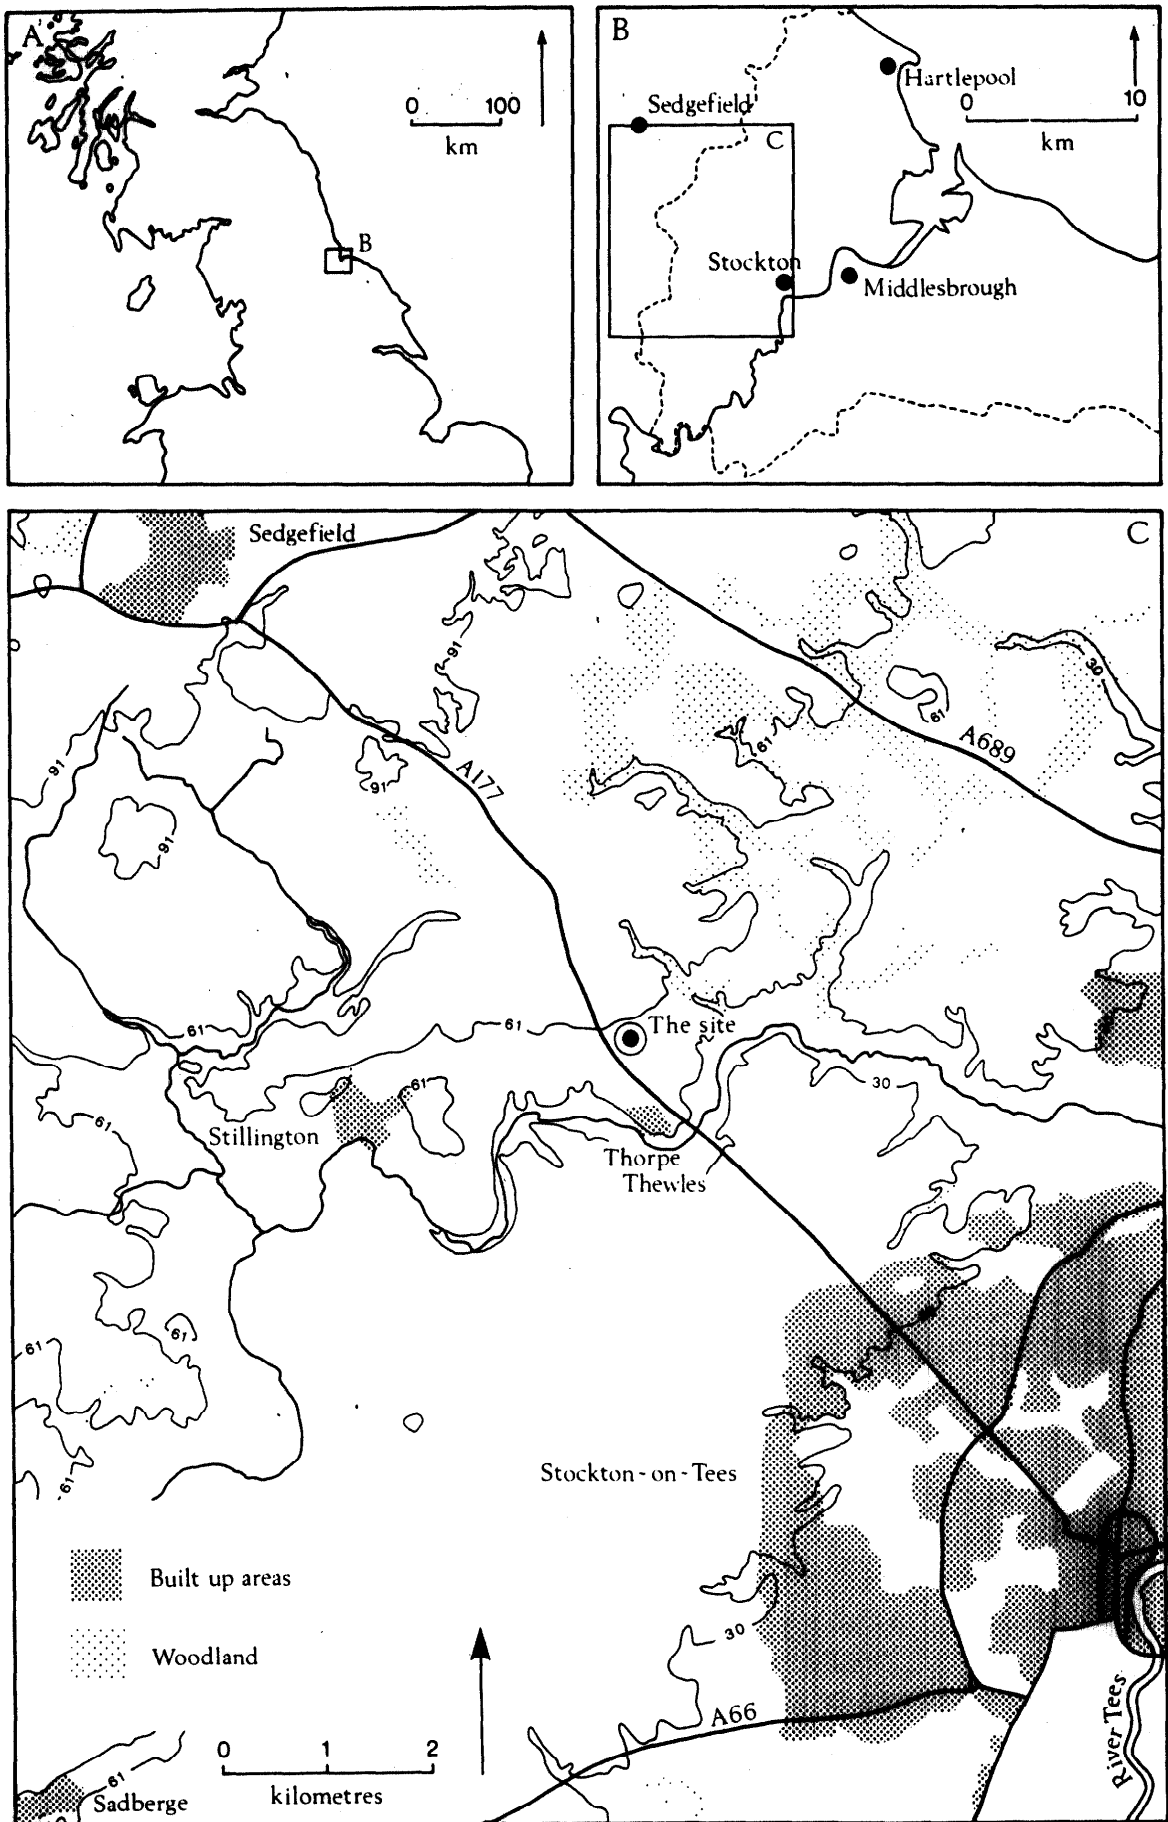 A
0 100
km
B
B
Hartlepool
Sedgefield
0 10
km
C
Stockton
Middlesbrough
C
Sedgefield
91
30
61
A689
61
91
A177
91
91
61
61
The site
30
61
61
Stillington
Thorpe
Thewles
61
61
61
Stockton-on-Tees
Built up areas
30
Woodland
A66
River Tees
0 1 2
kilometres
61
Sadberge